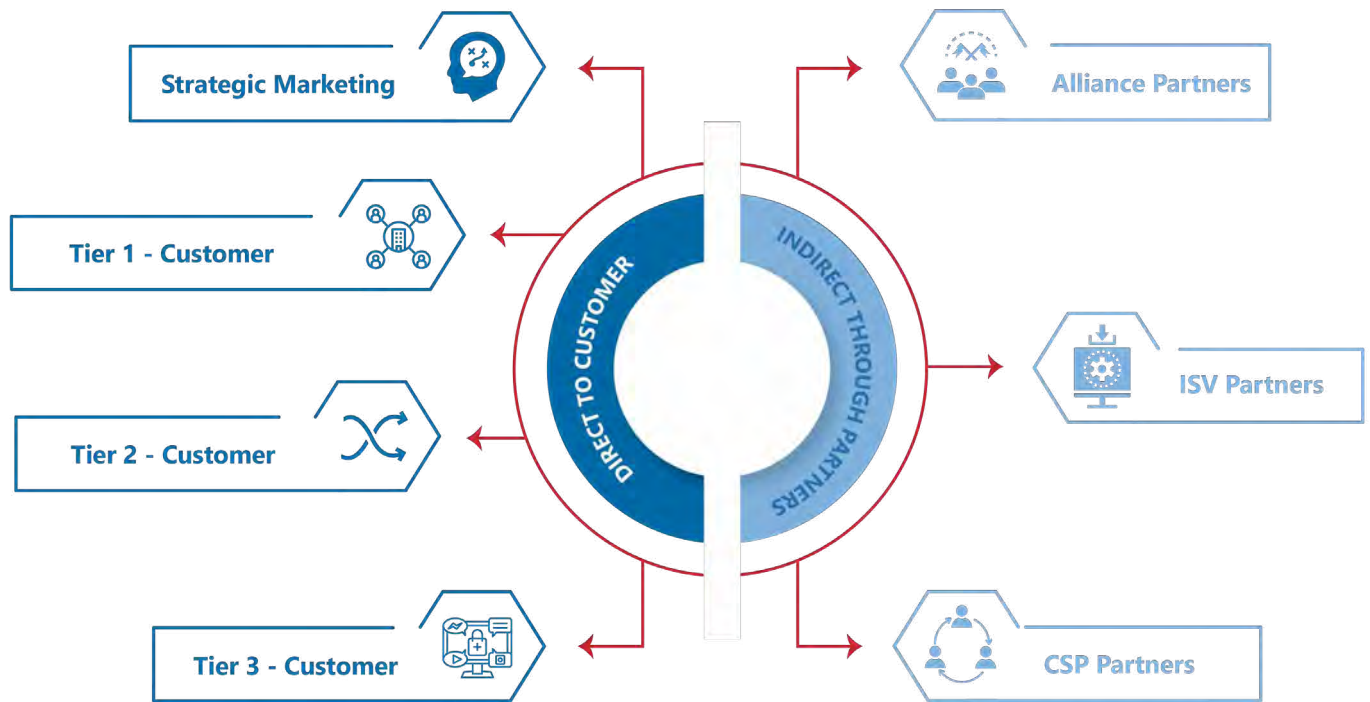 Strategic Marketing
Tier 1 - Customer
Tier 2 - Customer
Tier 3 - Customer
DIRECT TO CUSTOMER
INDIRECT THROUGH PARTNERS
Alliance Partners
ISV Partners
CSP Partners